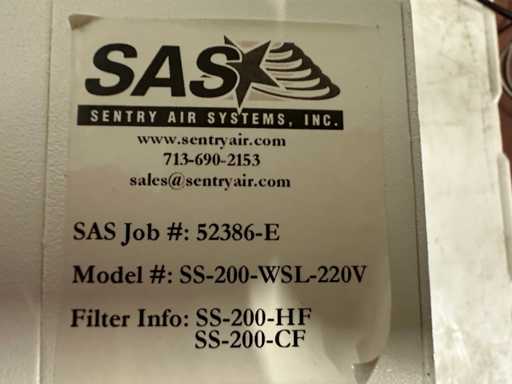 SAS
SENTRY AIR SYSTEMS, INC.
www.sentryair.com
713-690-2153
sales@sentryair.com
SAS Job #: 52386-E
Model #: SS-200-WSL-220V
Filter Info: SS-200-HF
SS-200-CF